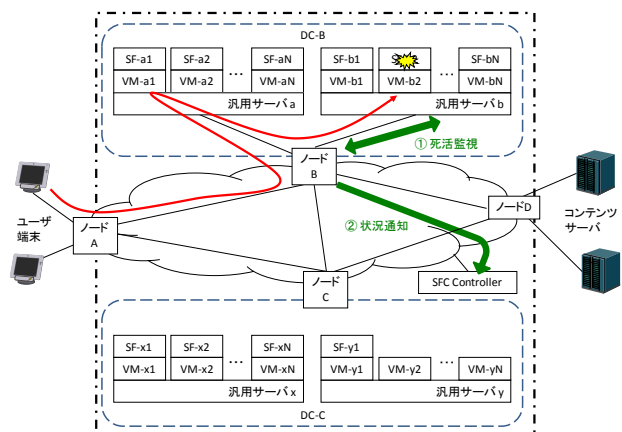 DC-B
SF-a1 SF-a2 SF-aN SF-b1 SF-bN
VM-a1 VM-a2 … VM-aN VM-b1 VM-b2 … VM-bN
汎用サーバa 汎用サーバb
① 死活監視
ノード
B
ユーザ
端末
ノード
A
② 状況通知
ノードD
コンテンツ
サーバ
ノード
C
SFC Controller
SF-x1 SF-x2 SF-xN SF-y1
VM-x1 VM-x2 … VM-xN VM-y1 VM-y2 … VM-yN
汎用サーバx 汎用サーバy
DC-C